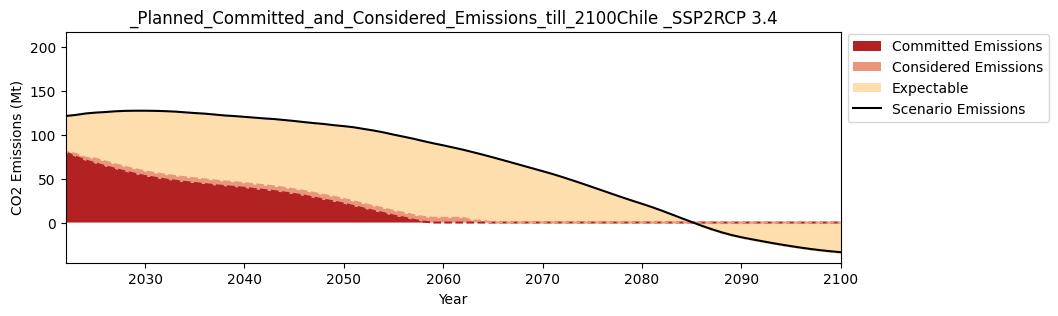 _Planned_Committed_and_Considered_Emissions_till_2100Chile _SSP2RCP 3.4
CO2 Emissions (Mt)
200
150
100
50
0
2030 2040 2050 2060 2070 2080 2090 2100
Year
Committed Emissions
Considered Emissions
Expectable
Scenario Emissions